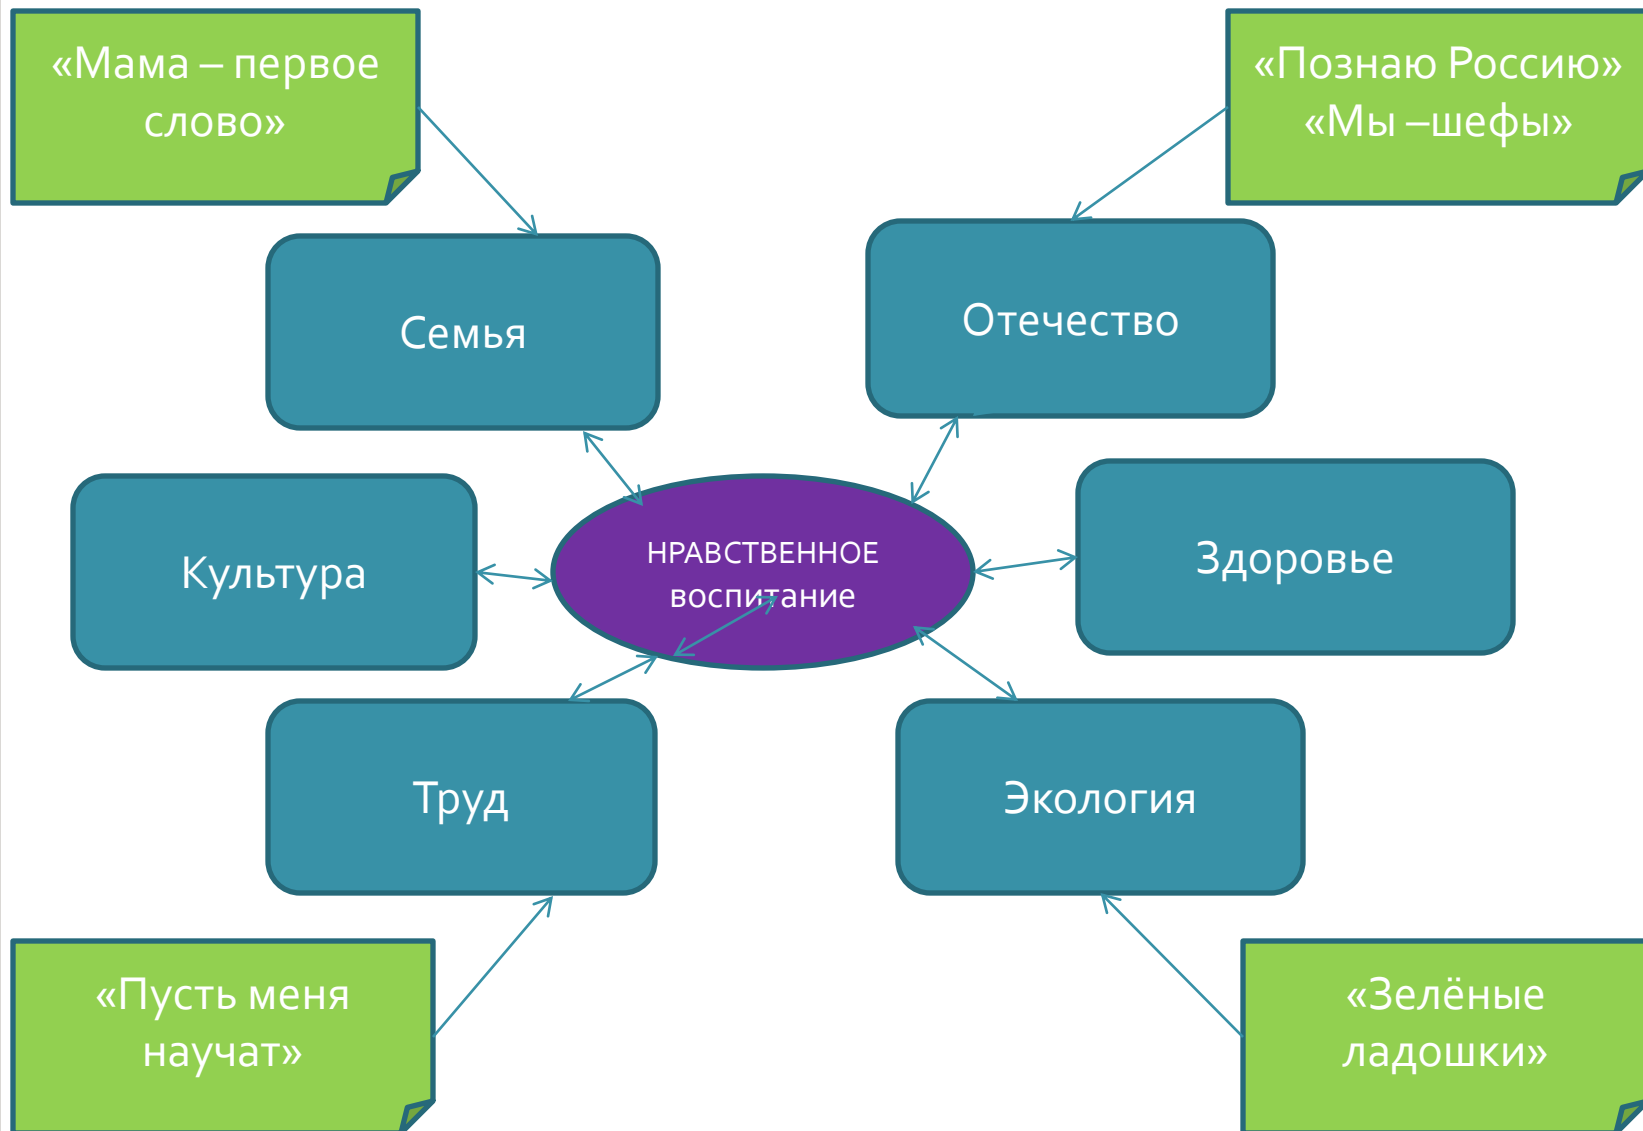 «Мама – первое
слово»
«Познаю Россию»
«Мы –шефы»
Семья
Отечество
Культура
НРАВСТВЕННОЕ
воспитание
Здоровье
Труд
Экология
«Пусть меня
научат»
«Зелёные
ладошки»